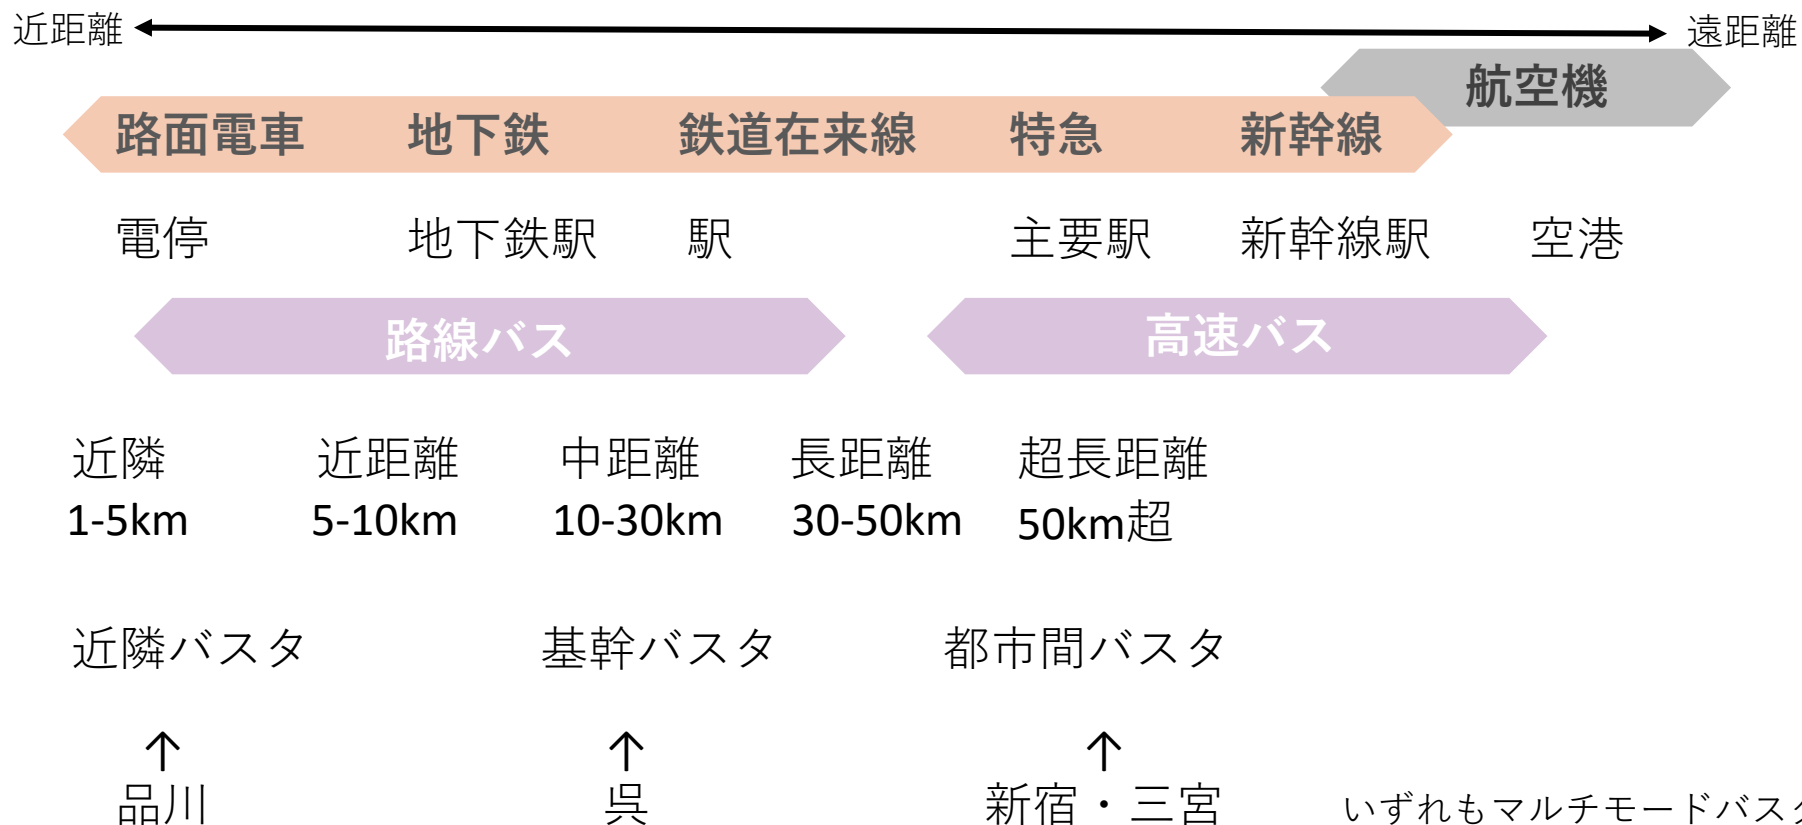 近距離 遠距離
航空機
路面電車 地下鉄 鉄道在来線 特急 新幹線
電停 地下鉄駅 駅 主要駅 新幹線駅 空港
路線バス 高速バス
近隣 近距離 中距離 長距離 超長距離
1-5km 5-10km 10-30km 30-50km 50km超
近隣バスタ 基幹バスタ 都市間バスタ
↑ ↑ ↑
品川 呉 新宿・三宮 いずれもマルチモードバスタ